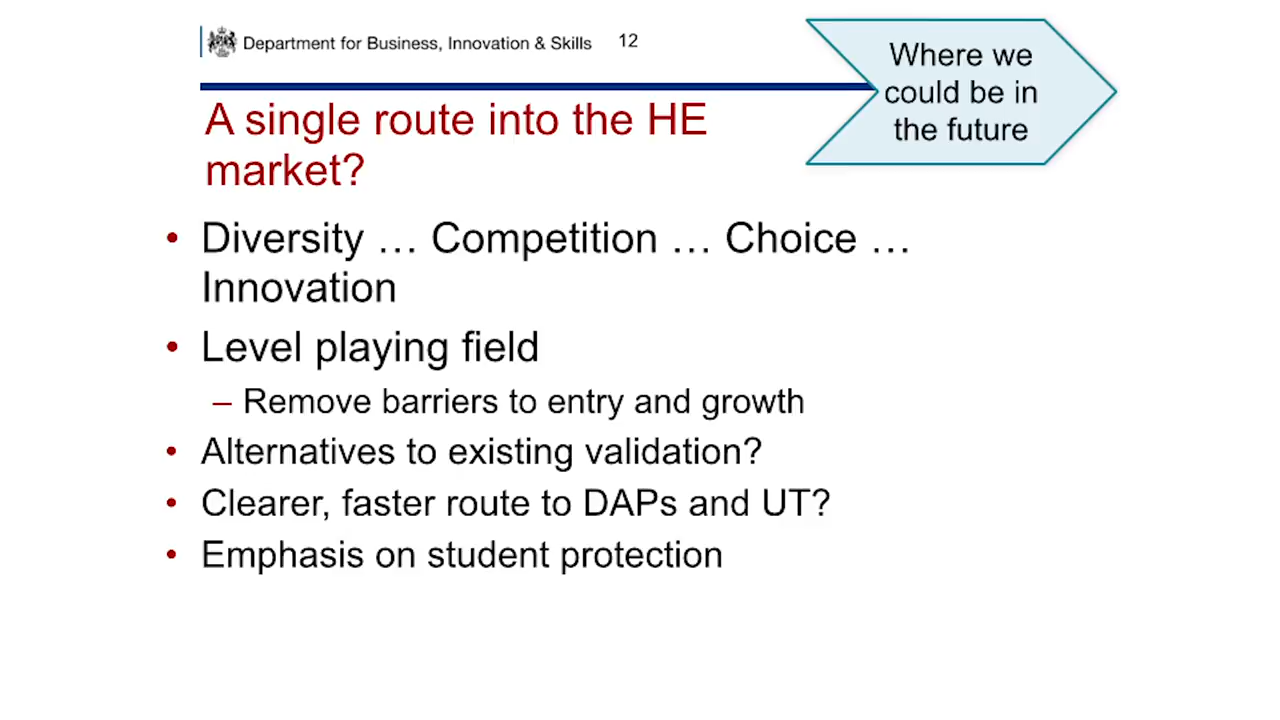 Department for Business, Innovation & Skills 12
Where we
could be in
the future
A single route into the HE
market?
• Diversity … Competition … Choice …
Innovation
• Level playing field
– Remove barriers to entry and growth
• Alternatives to existing validation?
• Clearer, faster route to DAPs and UT?
• Emphasis on student protection